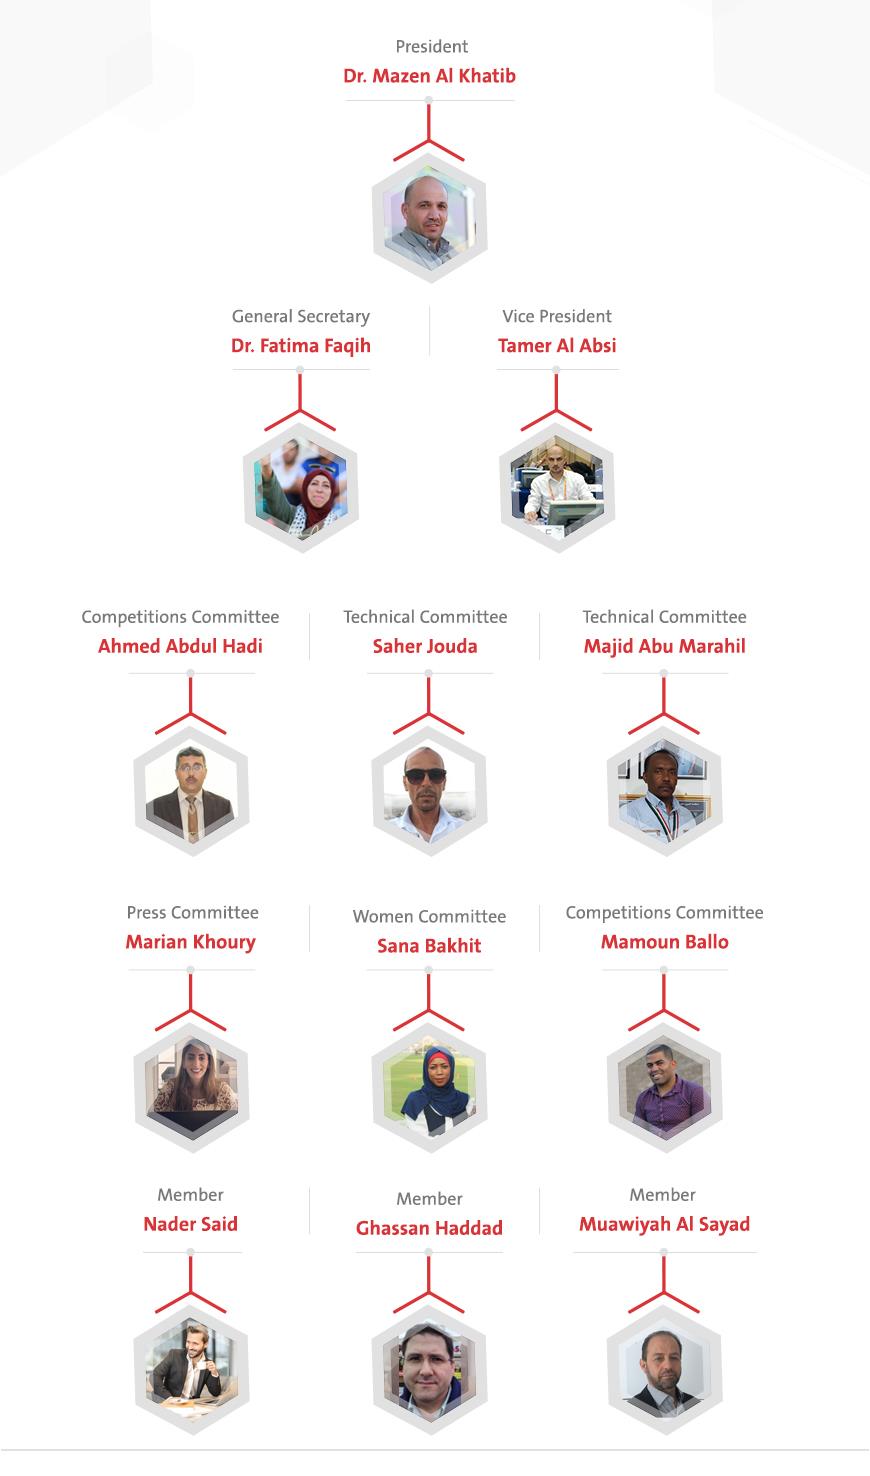 President
Dr. Mazen Al Khatib
General Secretary
Dr. Fatima Faqih
Vice President
Tamer Al Absi
Competitions Committee
Ahmed Abdul Hadi
Technical Committee
Saher Jouda
Technical Committee
Majid Abu Marahil
Press Committee
Marian Khoury
Women Committee
Sana Bakhit
Competitions Committee
Mamoun Ballo
Member
Nader Said
Member
Ghassan Haddad
Member
Muawiyah Al Sayad